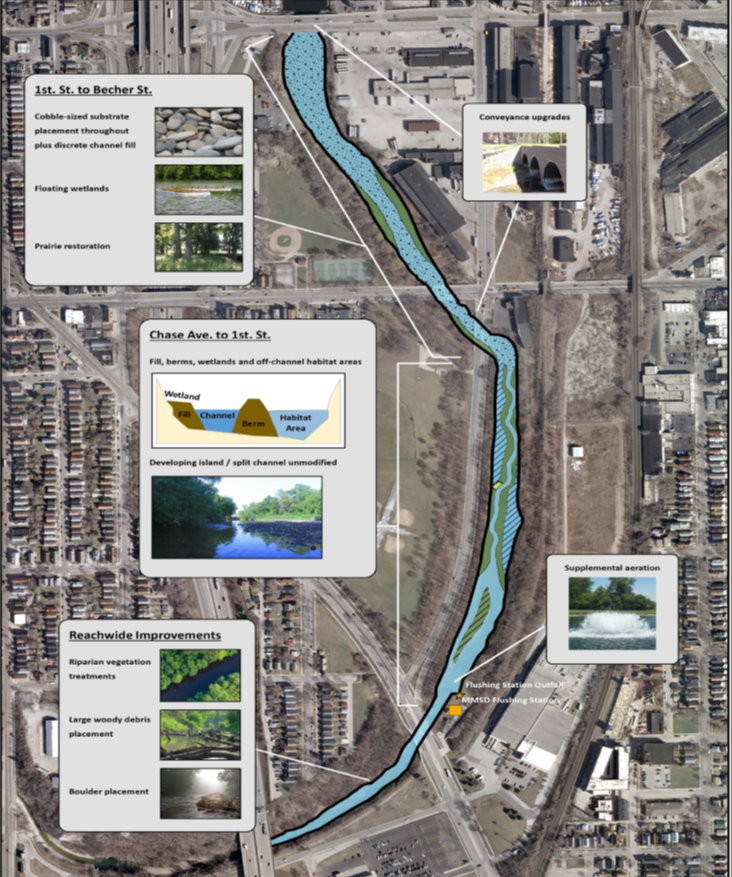 1st. St. to Becher St.
Cobble-sized substrate
placement throughout
plus discrete channel fill
Floating wetlands
Prairie restoration
Conveyance upgrades
Chase Ave. to 1st. St.
Fill, berms, wetlands and off-channel habitat areas
Wetland
Fill
Channel
Berm
Habitat
Area
Developing island / split channel unmodified
Supplemental aeration
Reachwide Improvements
Riparian vegetation
treatments
Large woody debris
placement
Boulder placement
Flushing Station Outfall
MMSD Flushing Station